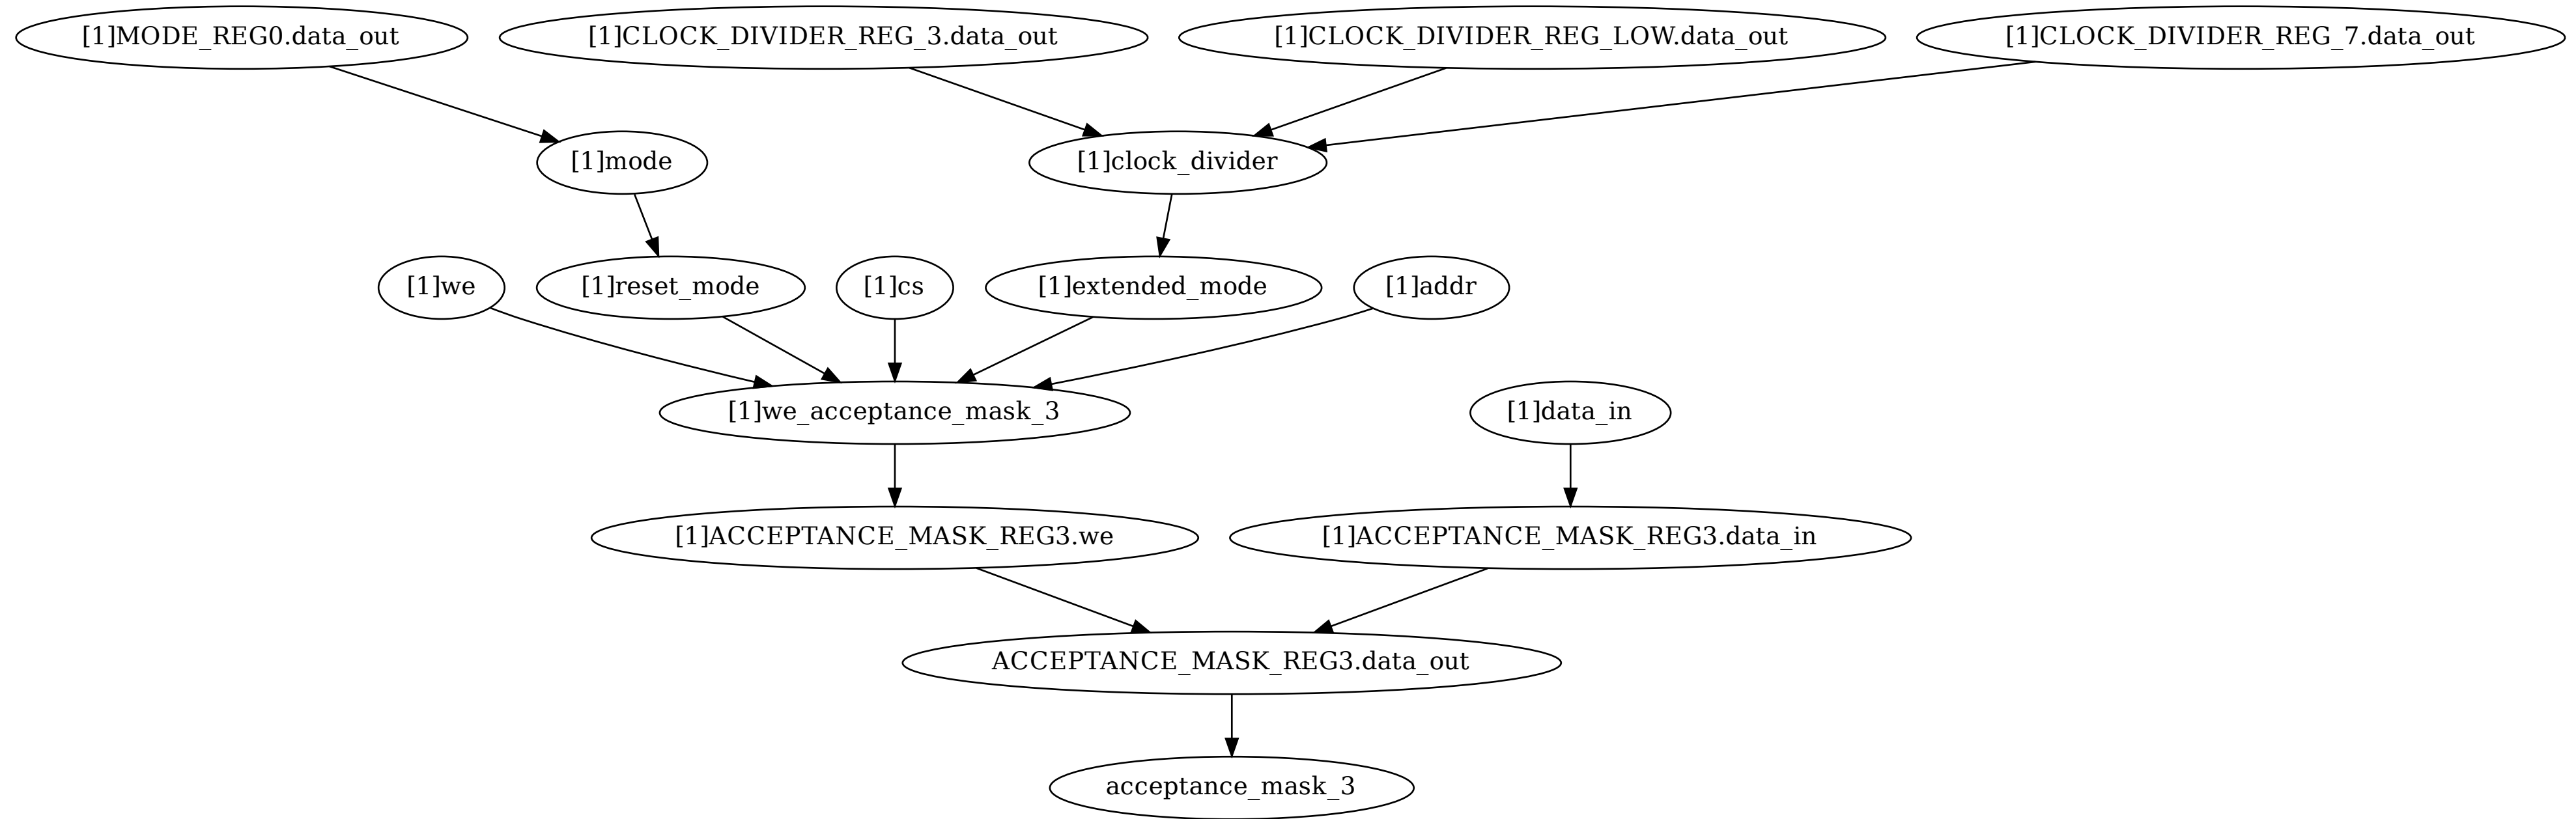 [1]MODE_REG0.data_out
[1]CLOCK_DIVIDER_REG_3.data_out
[1]CLOCK_DIVIDER_REG_LOW.data_out
[1]CLOCK_DIVIDER_REG_7.data_out
[1]mode
[1]clock_divider
[1]we
[1]reset_mode
[1]cs
[1]extended_mode
[1]addr
[1]we_acceptance_mask_3
[1]data_in
[1]ACCEPTANCE_MASK_REG3.we
[1]ACCEPTANCE_MASK_REG3.data_in
ACCEPTANCE_MASK_REG3.data_out
acceptance_mask_3